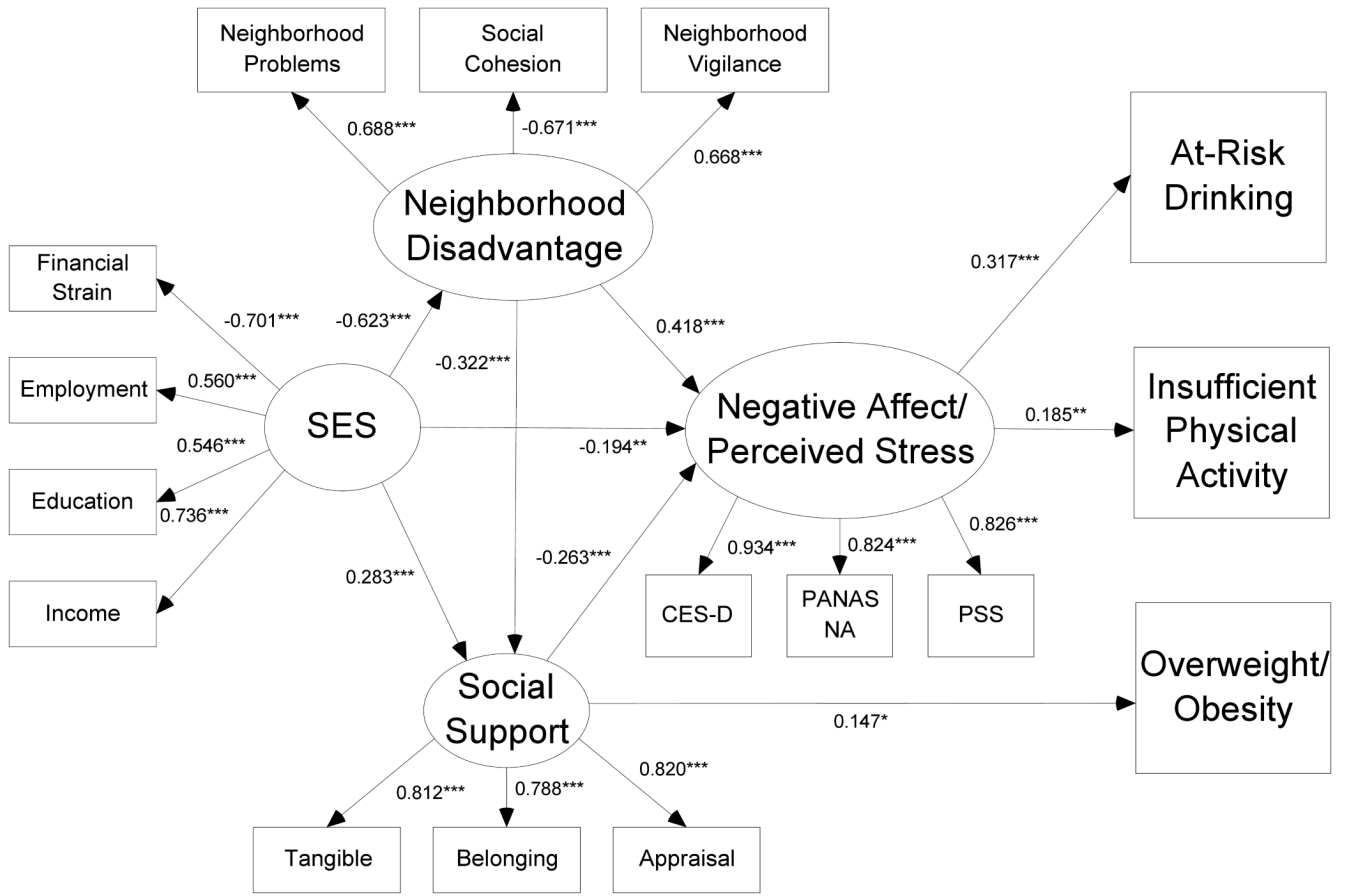 Neighborhood
Problems
Social
Cohesion
Neighborhood
Vigilance
0.688***
-0.671***
0.668***
At-Risk
Drinking
Neighborhood
Disadvantage
Financial
Strain
-0.701***
-0.623***
-0.322***
0.418***
0.317***
Employment
0.560***
SES
Negative Affect/
Perceived Stress
0.185**
Insufficient
Physical
Activity
0.546***
-0.194**
Education
0.736***
0.934***
0.824***
0.826***
-0.263***
0.283***
Income
CES-D
PANAS
NA
PSS
Social
Support
0.147*
Overweight/
Obesity
0.812***
0.788***
0.820***
Tangible
Belonging
Appraisal